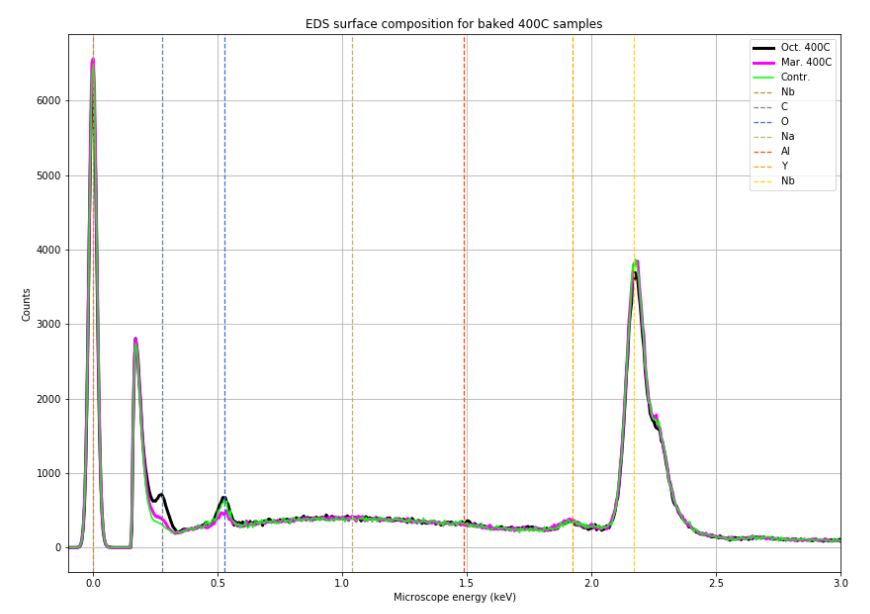 EDS surface composition for baked 400C samples
Oct. 400C
Mar. 400C
Contr.
Nb
C
O
Na
Al
Y
Nb
Counts
6000
5000
4000
3000
2000
1000
0
0.0 0.5 1.0 1.5 2.0 2.5 3.0
Microscope energy (keV)